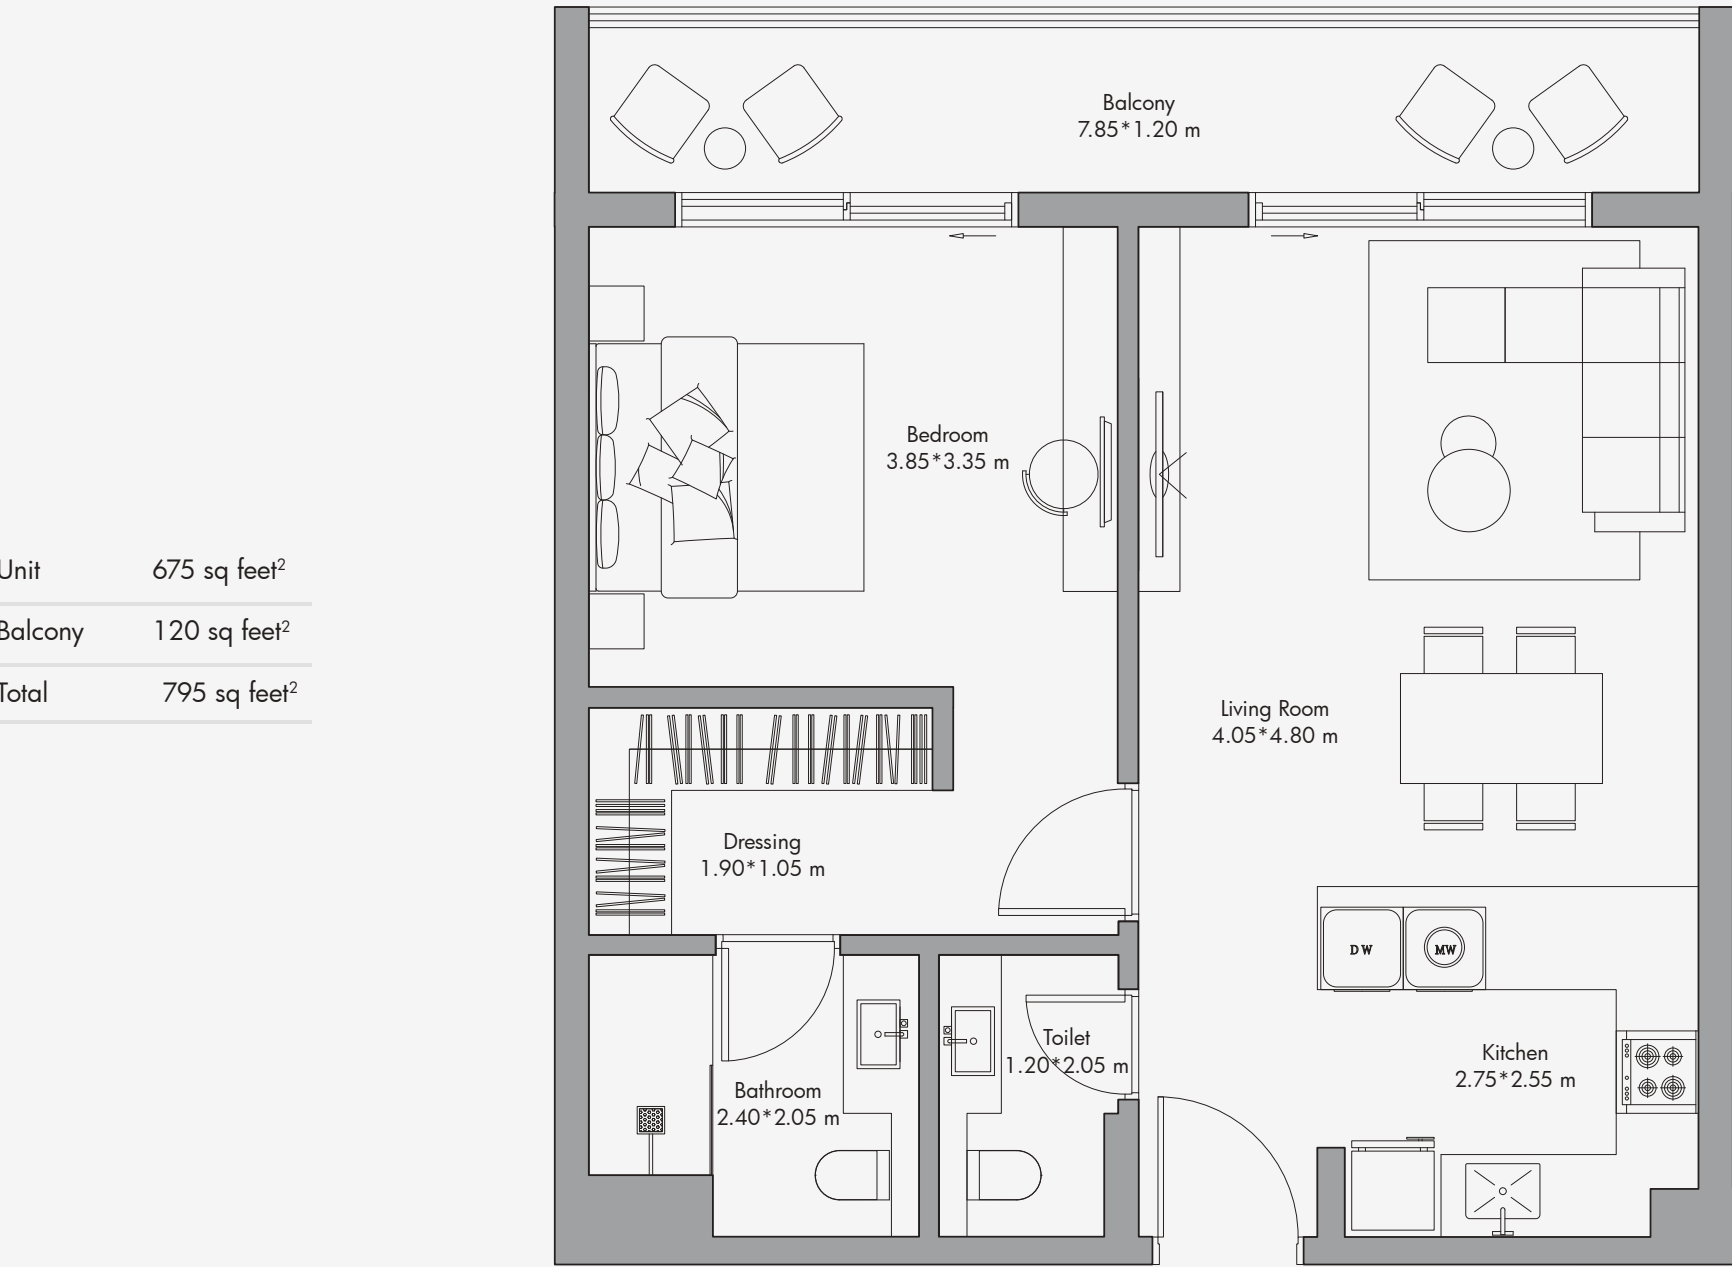 Balcony
7.85*1.20 m
Bedroom
3.85*3.35 m
Unit 675 sq feet²
Balcony 120 sq feet²
Total 795 sq feet²
Living Room
4.05*4.80 m
Dressing
1.90*1.05 m
DW MW
Toilet
1.20*2.05 m
Kitchen
2.75*2.55 m
Bathroom
2.40*2.05 m